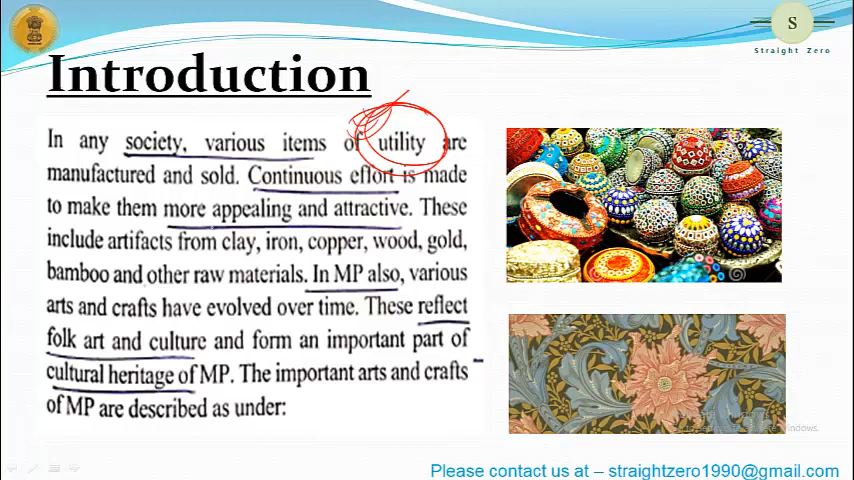 S
Straight Zero
Introduction
In any society, various items of utility are
manufactured and sold. Continuous effort is made
to make them more appealing and attractive. These
include artifacts from clay, iron, copper, wood, gold,
bamboo and other raw materials. In MP also, various
arts and crafts have evolved over time. These reflect
folk art and culture and form an important part of
cultural heritage of MP. The important arts and crafts
of MP are described as under:
Please contact us at – straightzero1990@gmail.com